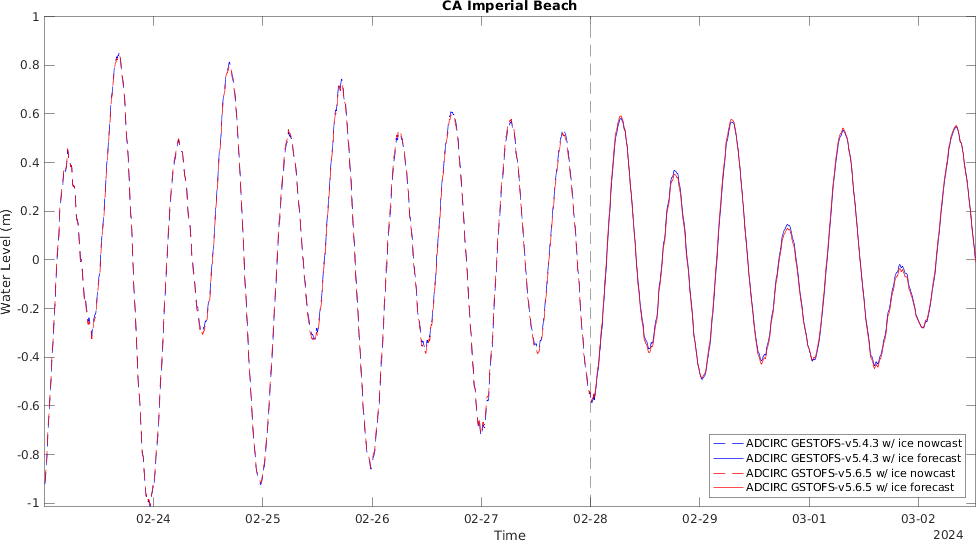 CA Imperial Beach
1
0.8
0.6
0.4
0.2
0
-0.2
-0.4
-0.6
-0.8
-1
Water Level (m)
02-24 02-25 02-26 02-27 02-28 02-29 03-01 03-02
Time
2024
ADCIRC GESTOFS-v5.4.3 w/ ice nowcast
ADCIRC GESTOFS-v5.4.3 w/ ice forecast
ADCIRC GSTOFS-v5.6.5 w/ ice nowcast
ADCIRC GSTOFS-v5.6.5 w/ ice forecast